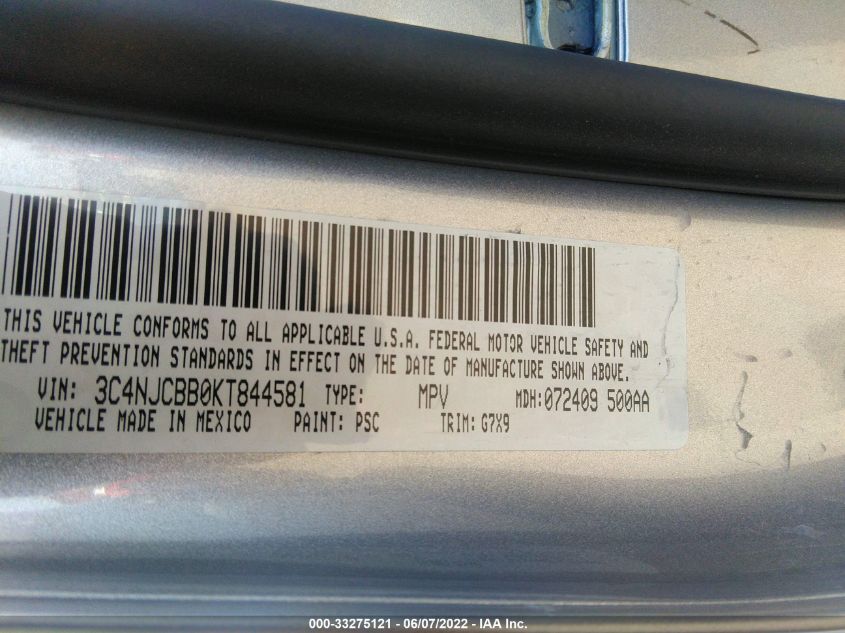 THIS VEHICLE CONFORMS TO ALL APPLICABLE U.S.A. FEDERAL MOTOR VEHICLE SAFETY AND
THEFT PREVENTION STANDARDS IN EFFECT ON THE DATE OF MANUFACTURE SHOWN ABOVE.
VIN: 3C4NJCBB0KT844581 TYPE: MPV MDH:072409 500AA
VEHICLE MADE IN MEXICO PAINT: PSC TRIM: G7X9
000-33275121 - 06/07/2022 - IAA Inc.